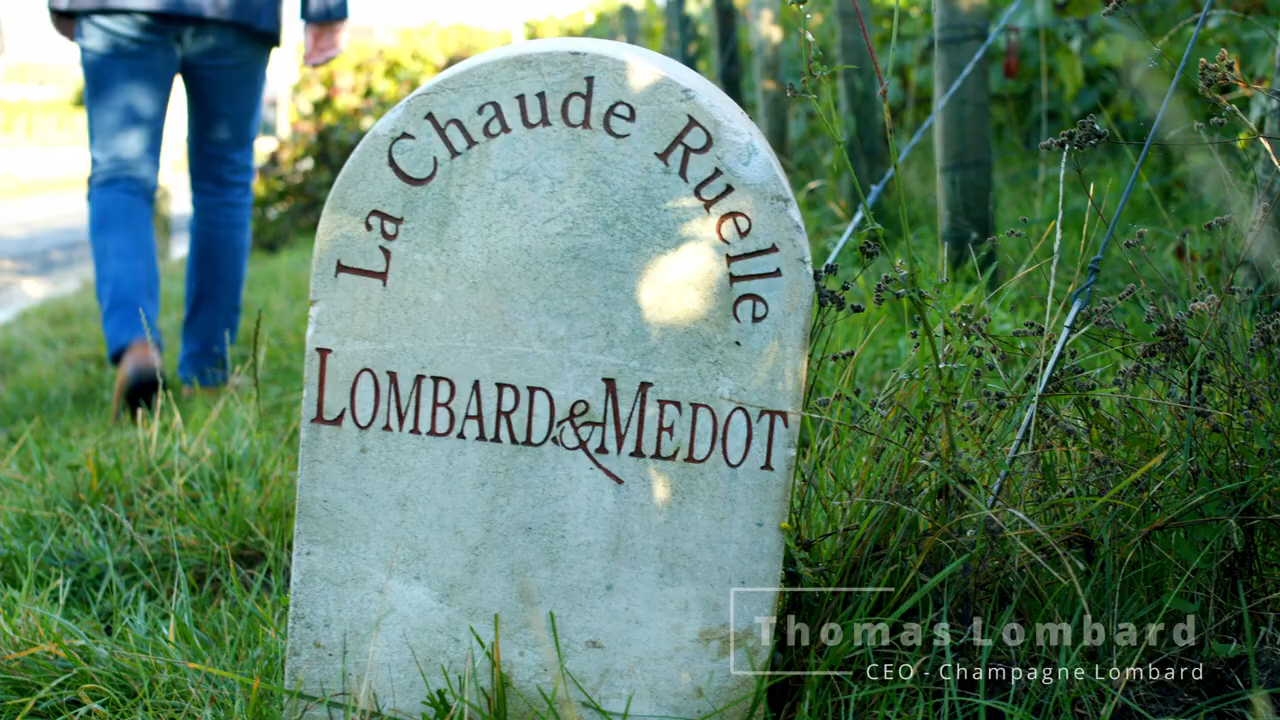 La Chaude Ruelle
LOMBARD & MEDOT
Thomas Lombard
CEO - Champagne Lombard